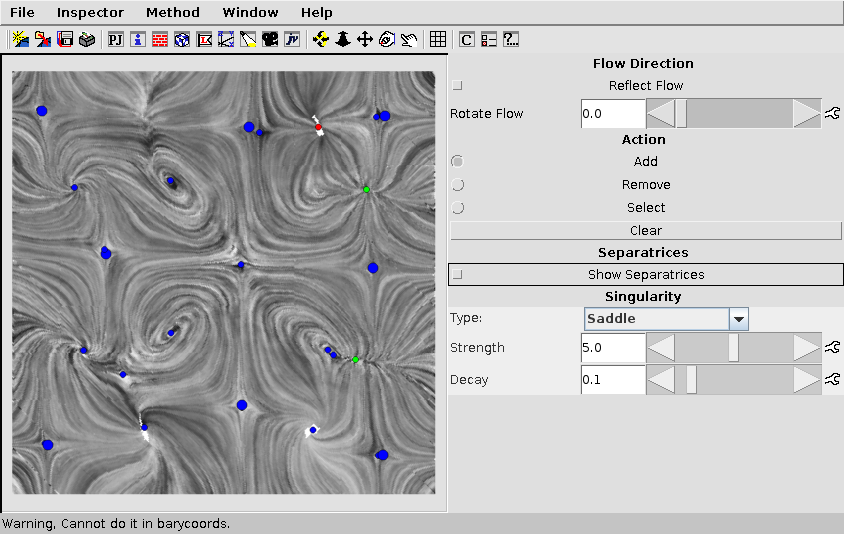 File Inspector Method Window Help
PJ i C ?...
Flow Direction
Reflect Flow
Rotate Flow 0.0
Action
Add
Remove
Select
Clear
Separatrices
Show Separatrices
Singularity
Type: Saddle
Strength 5.0
Decay 0.1
Warning, Cannot do it in barycoords.